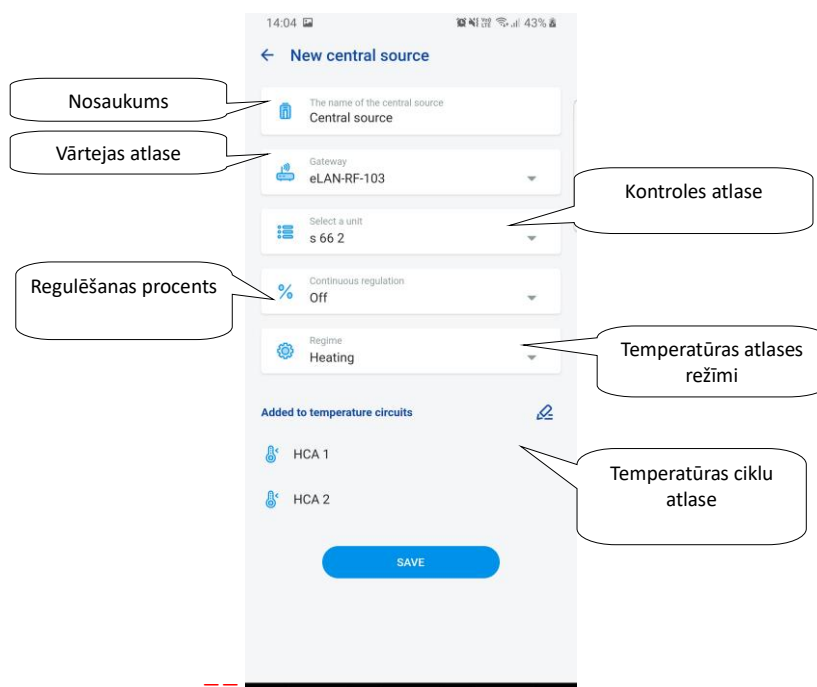 14:04 43%
New central source
Nosaukums
The name of the central source
Central source
Vārtejas atlase
Gateway
eLAN-RF-103
Kontroles atlase
Select a unit
s 66 2
Regulēšanas procents
Continuous regulation
Off
Regime
Heating
Temperatūras atlases
režīmi
Added to temperature circuits
HCA 1
Temperatūras ciklu
atlase
HCA 2
SAVE